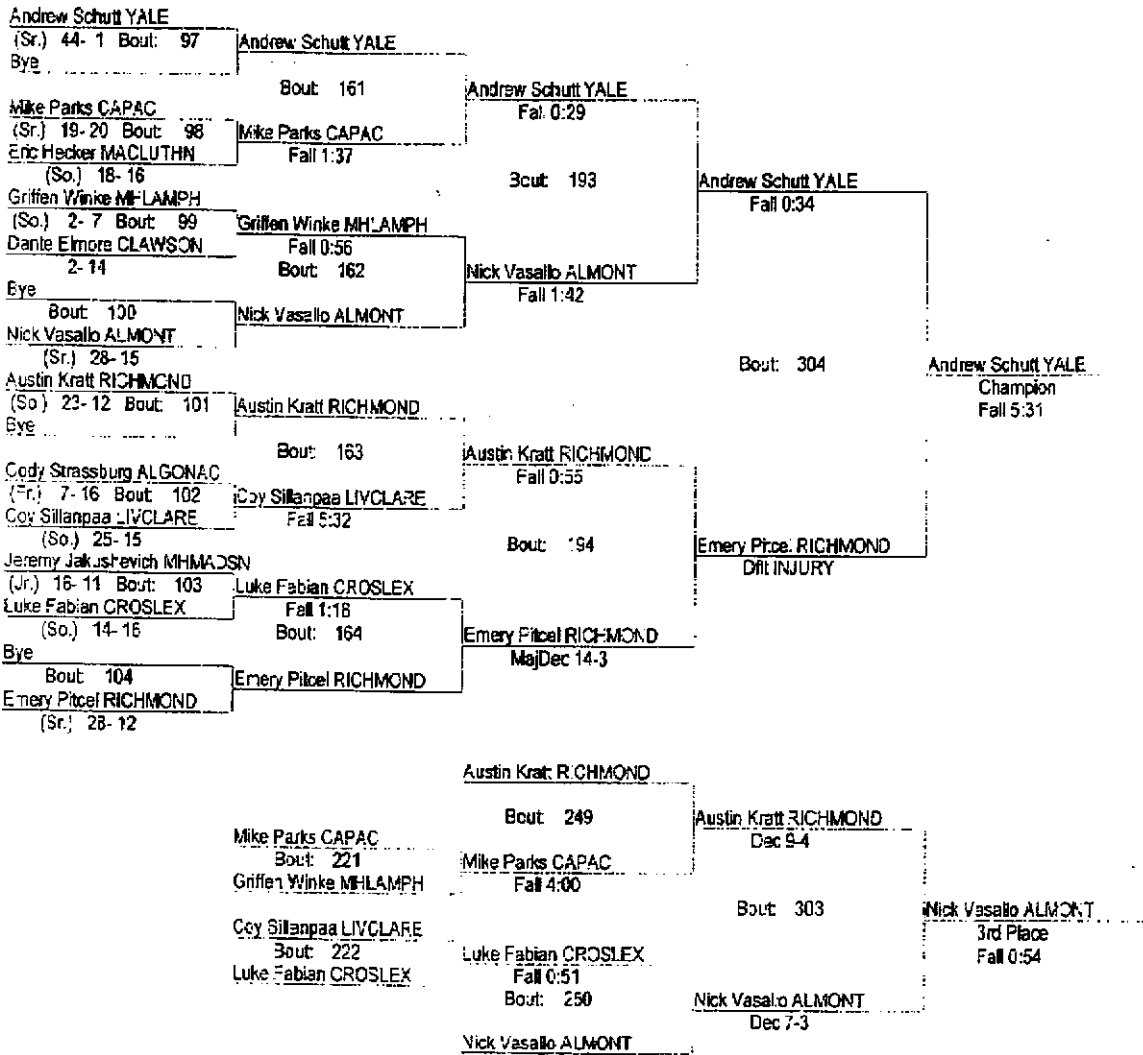 Andrew Schutt YALE
(Sr.) 44- 1 Bout: 97
Bye
Andrew Schutt YALE
Bout: 161
Mike Parks CAPAC
(Sr.) 19- 20 Bout: 98
Eric Hecker MACLUTHN
(So.) 18- 16
Mike Parks CAPAC
Fall 1:37
Andrew Schutt YALE
Fall 0:29
Bout: 193
Griffen Winke MHLAMPH
(So.) 2- 7 Bout: 99
Dante Elmore CLAWSON
2- 14
Griffen Winke MHLAMPH
Fall 0:56
Bout: 162
Bye
Bout: 100
Nick Vasallo ALMONT
(Sr.) 28- 15
Nick Vasallo ALMONT
Nick Vasallo ALMONT
Fall 1:42
Andrew Schutt YALE
Fall 0:34
Bout: 304
Andrew Schutt YALE
Champion
Fall 5:31
Austin Kratt RICHMOND
(So.) 23- 12 Bout: 101
Bye
Austin Kratt RICHMOND
Bout: 163
Cody Strassburg ALGONAC
(Fr.) 7- 16 Bout: 102
Coy Sillanpaa LIVCLARE
(So.) 25- 15
Coy Sillanpaa LIVCLARE
Fall 5:32
Austin Kratt RICHMOND
Fall 0:55
Bout: 194
Jeremy Jakushevich MHMADSN
(Jr.) 16- 11 Bout: 103
Luke Fabian CROSLEX
(So.) 14- 16
Luke Fabian CROSLEX
Fall 1:18
Bout: 164
Bye
Bout: 104
Emery Pitcel RICHMOND
(Sr.) 28- 12
Emery Pitcel RICHMOND
Emery Pitcel RICHMOND
MajDec 14-3
Emery Pitcel RICHMOND
Dflt INJURY
Austin Kratt RICHMOND
Bout: 249
Mike Parks CAPAC
Bout: 221
Griffen Winke MHLAMPH
Mike Parks CAPAC
Fall 4:00
Austin Kratt RICHMOND
Dec 9-4
Bout: 303
Coy Sillanpaa LIVCLARE
Bout: 222
Luke Fabian CROSLEX
Luke Fabian CROSLEX
Fall 0:51
Bout: 250
Nick Vasallo ALMONT
Nick Vasallo ALMONT
Dec 7-3
Nick Vasallo ALMONT
3rd Place
Fall 0:54